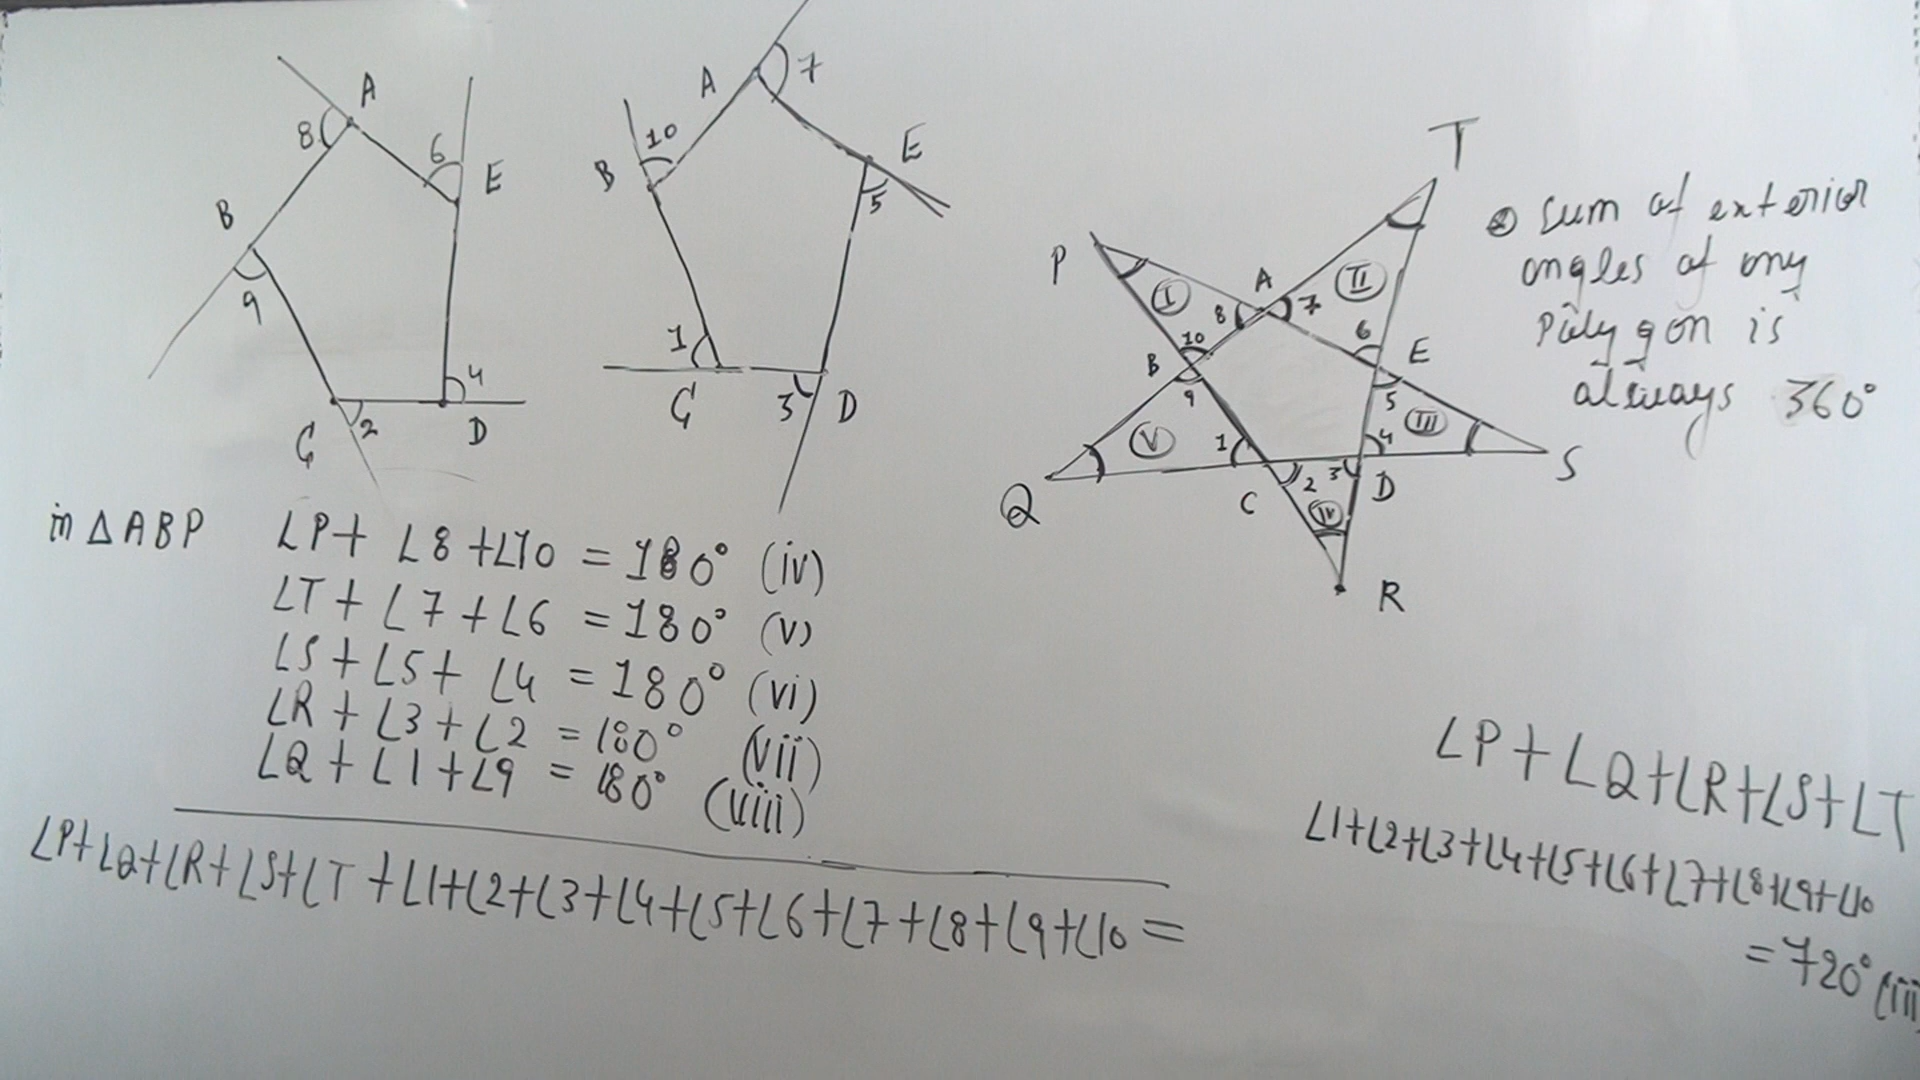 A
8
6
E
B
9
4
C
2
D
A
7
10
B
E
5
1
C
3
D
T
P
I
A
II
8
7
10
6
E
B
9
5
III
V
1
4
Q
C
2
3
D
S
IV
R
② Sum of exterior
angles of any
Polygon is
always 360°
in △ABP ∠P+ ∠8+∠10 = 180° (iv)
∠T + ∠7 + ∠6 = 180° (v)
∠S + ∠5 + ∠4 = 180° (vi)
∠R + ∠3 + ∠2 = 180° (vii)
∠Q + ∠1 + ∠9 = 180° (viii)
∠P+∠Q+∠R+∠S+∠T +∠1+∠2+∠3+∠4+∠5+∠6+∠7+∠8+∠9+∠10 =
∠P+∠Q+∠R+∠S+∠T
∠1+∠2+∠3+∠4+∠5+∠6+∠7+∠8+∠9+∠10
= 720° (iii